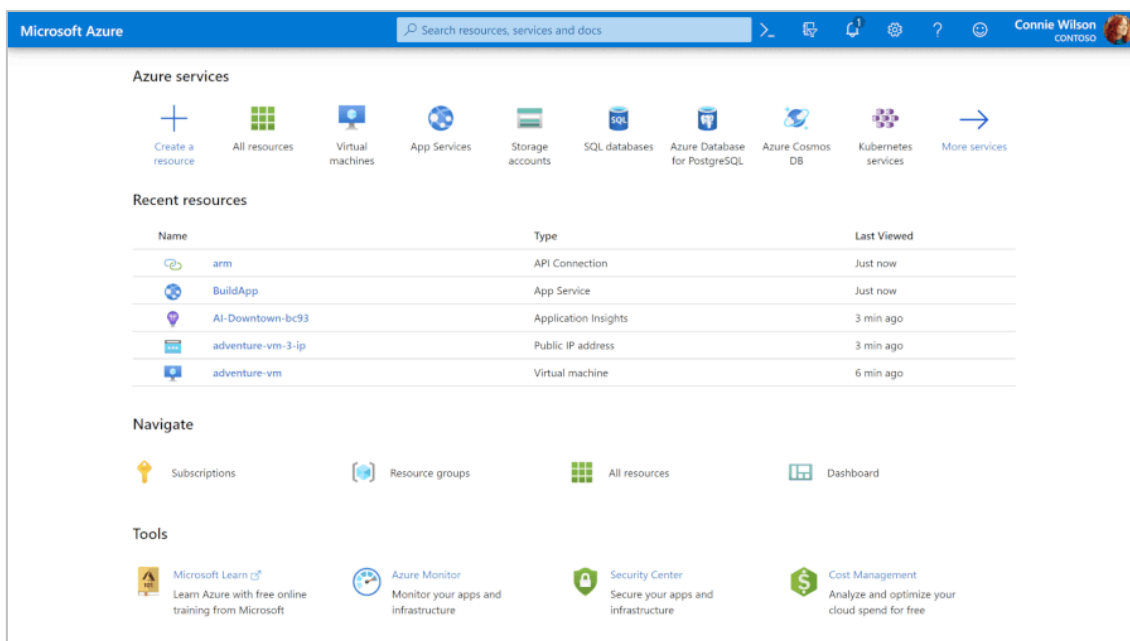 Microsoft Azure
Search resources, services and docs
1
Connie Wilson
CONTOSO
Azure services
Create a
resource
All resources
Virtual
machines
App Services
Storage
accounts
SQL
SQL databases
Azure Database
for PostgreSQL
Azure Cosmos
DB
Kubernetes
services
More services
Recent resources
Name Type Last Viewed
arm API Connection Just now
BuildApp App Service Just now
AI-Downtown-bc93 Application Insights 3 min ago
adventure-vm-3-ip Public IP address 3 min ago
adventure-vm Virtual machine 6 min ago
Navigate
Subscriptions
Resource groups
All resources
Dashboard
Tools
Microsoft Learn
Learn Azure with free online
training from Microsoft
Azure Monitor
Monitor your apps and
infrastructure
Security Center
Secure your apps and
infrastructure
Cost Management
Analyze and optimize your
cloud spend for free